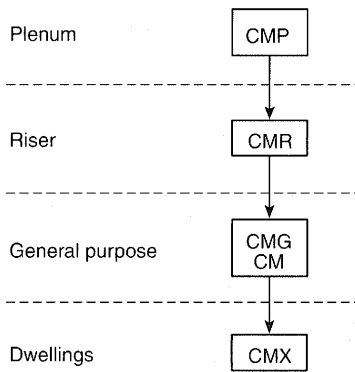 Plenum CMP
Riser CMR
General purpose CMG
CM
Dwellings CMX